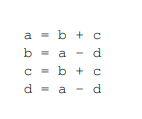 a = b + c
b = a - d
c = b + c
d = a - d